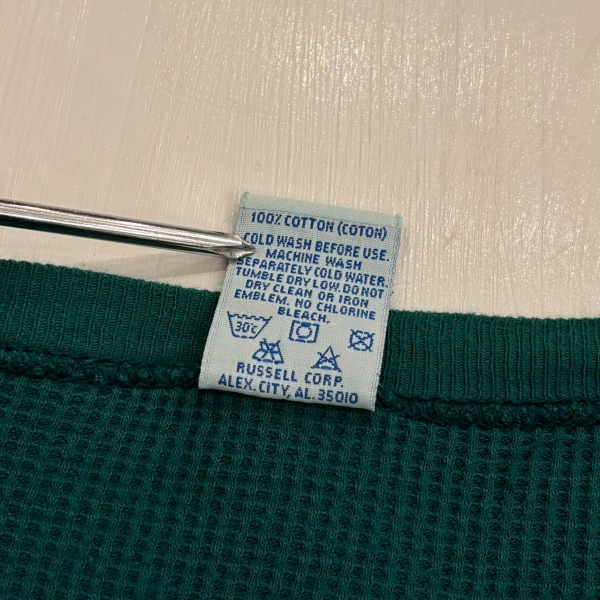 100% COTTON (COTON)
COLD WASH BEFORE USE.
MACHINE WASH
SEPARATELY COLD WATER.
TUMBLE DRY LOW. DO NOT
DRY CLEAN OR IRON
EMBLEM. NO CHLORINE
BLEACH.
30°C
RUSSELL CORP.
ALEX. CITY, AL. 35010